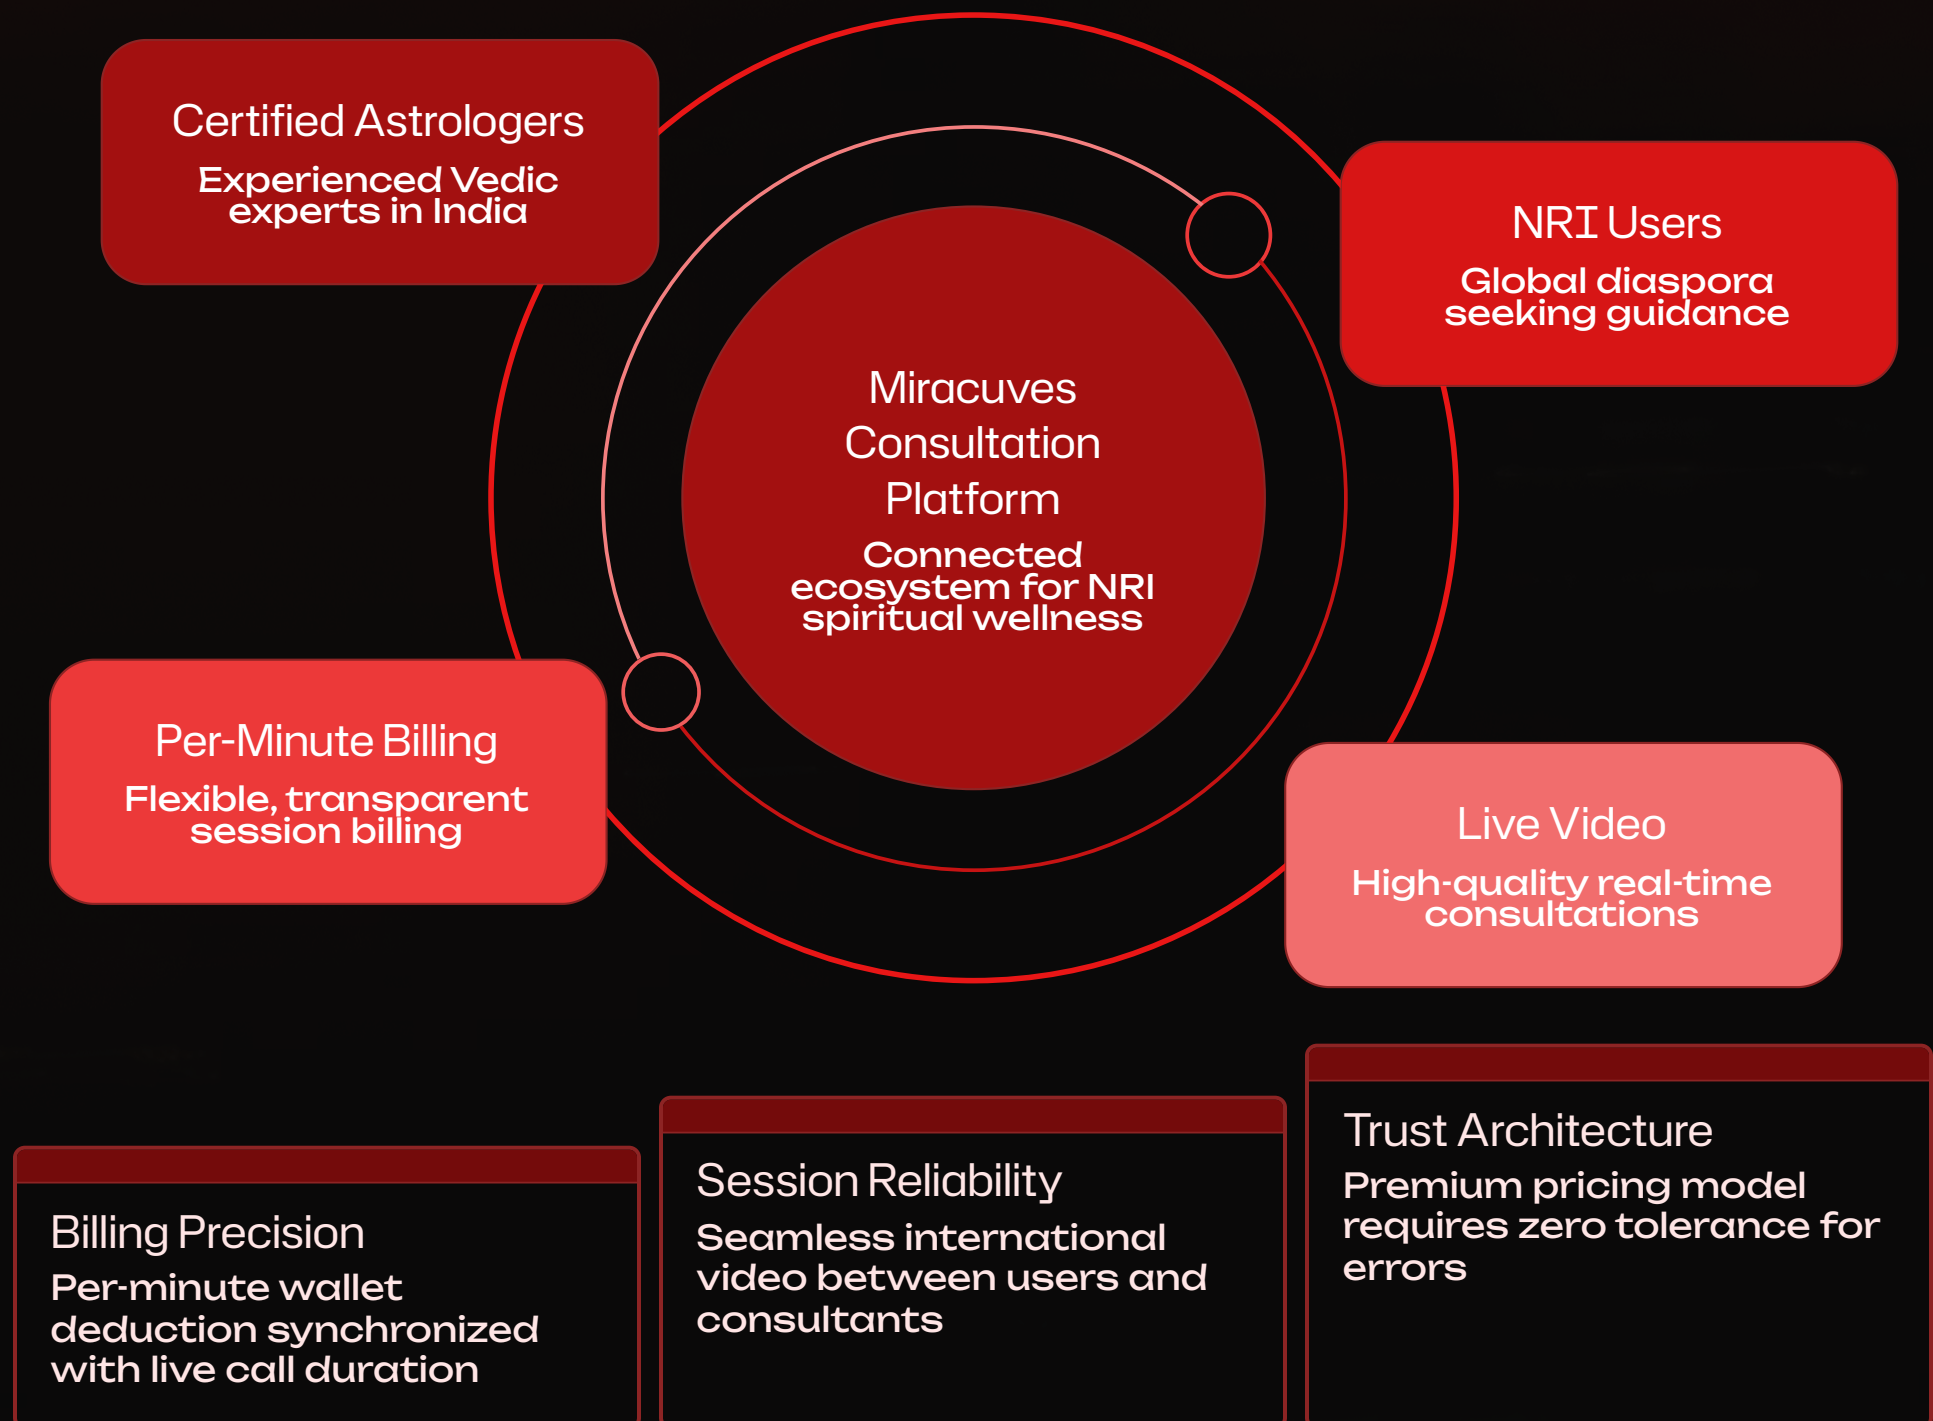 Certified Astrologers
Experienced Vedic
experts in India
NRI Users
Global diaspora
seeking guidance
Miracuves
Consultation
Platform
Connected
ecosystem for NRI
spiritual wellness
Per-Minute Billing
Flexible, transparent
session billing
Live Video
High-quality real-time
consultations
Billing Precision
Per-minute wallet
deduction synchronized
with live call duration
Session Reliability
Seamless international
video between users and
consultants
Trust Architecture
Premium pricing model
requires zero tolerance for
errors